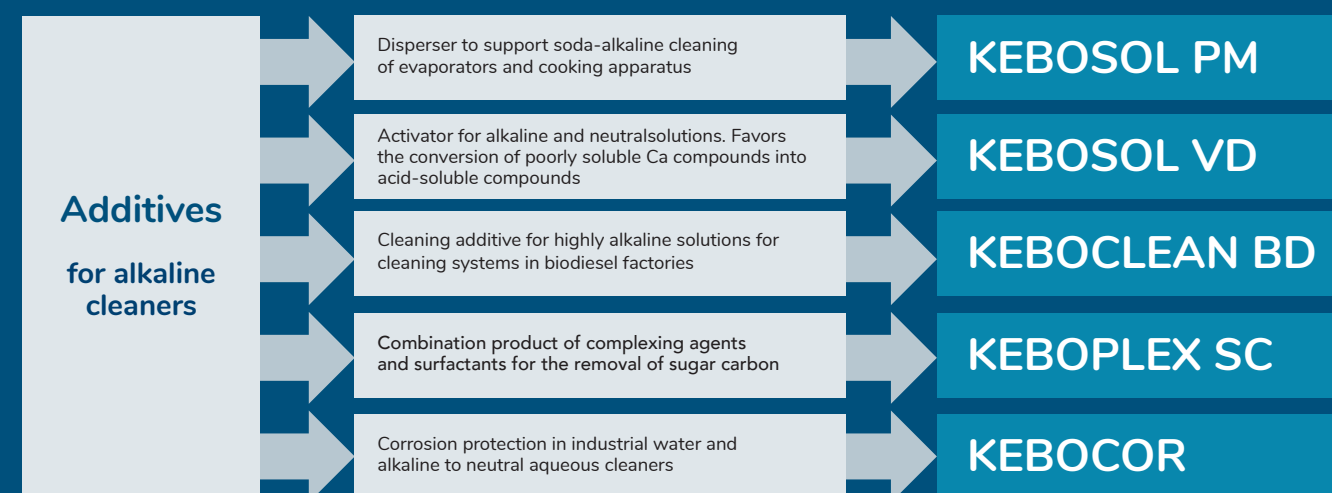 Additives
for alkaline
cleaners
Disperser to support soda-alkaline cleaning
of evaporators and cooking apparatus
KEBOSOL PM
Activator for alkaline and neutralsolutions. Favors
the conversion of poorly soluble Ca compounds into
acid-soluble compounds
KEBOSOL VD
Cleaning additive for highly alkaline solutions for
cleaning systems in biodiesel factories
KEBOCLEAN BD
Combination product of complexing agents
and surfactants for the removal of sugar carbon
KEBOPLEX SC
Corrosion protection in industrial water and
alkaline to neutral aqueous cleaners
KEBOCOR